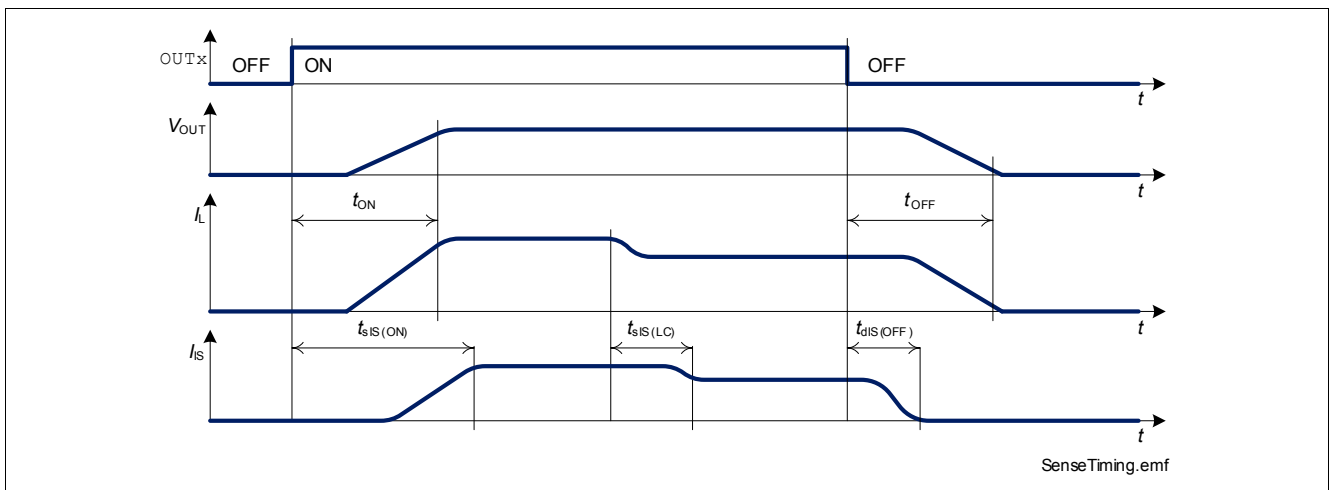 OUTx
OFF
ON
OFF
t
VOUT
t
tON
tOFF
IL
t
tsIS(ON)
tsIS(LC)
tdIS(OFF)
IIS
t
SenseTiming.emf